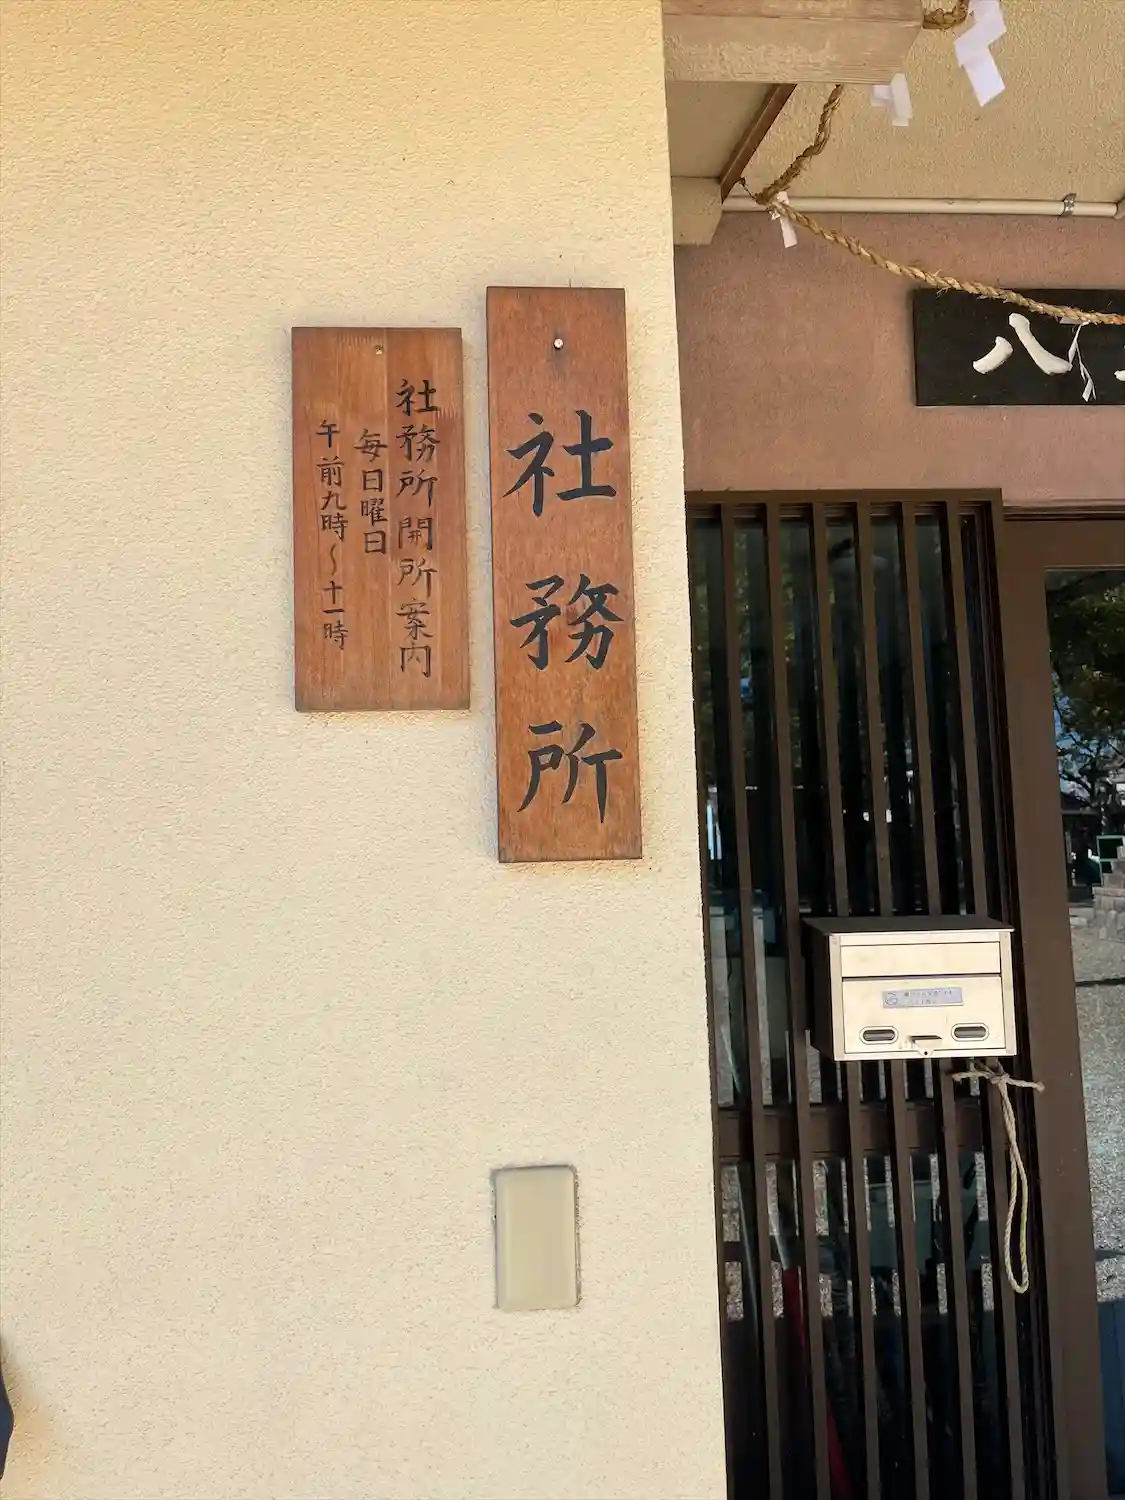 社務所
社務所開所案内
毎日曜日
午前九時〜十一時
八